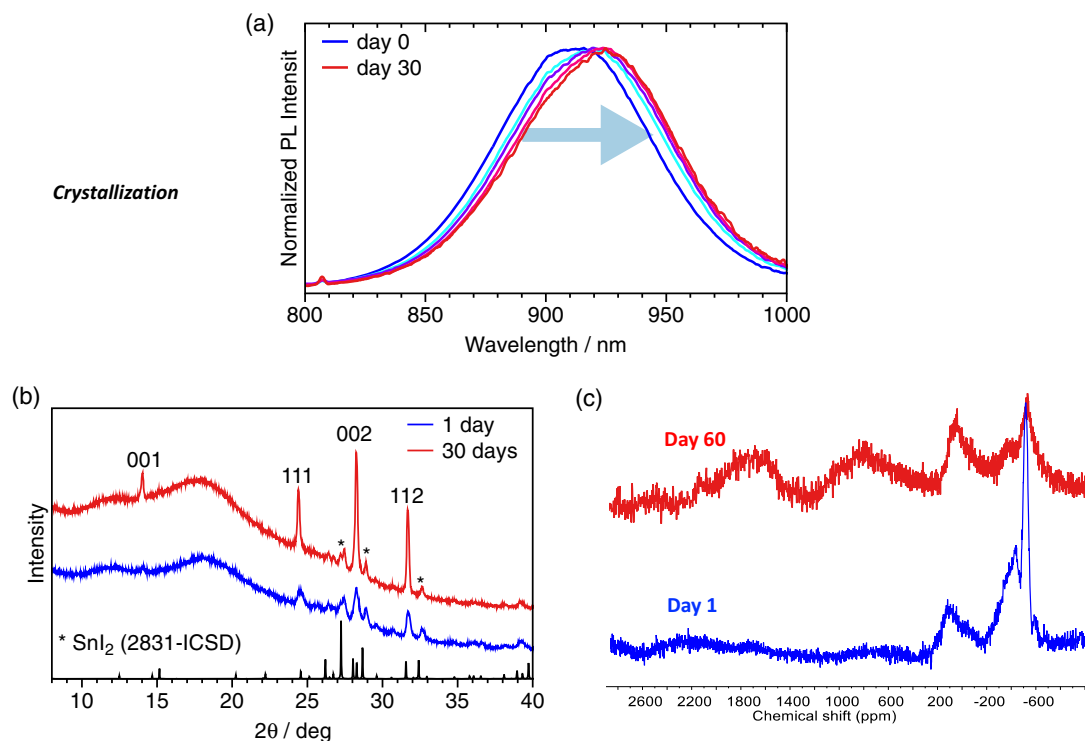 (a)
day 0
day 30
Normalized PL Intensit
Crystallization
800 850 900 950 1000
Wavelength / nm
(b)
1 day
30 days
001
111
002
112
* * *
Intensity
* SnI2 (2831-ICSD)
10 15 20 25 30 35 40
2θ / deg
(c)
Day 60
Day 1
2600 2200 1800 1400 1000 600 200 -200 -600
Chemical shift (ppm)